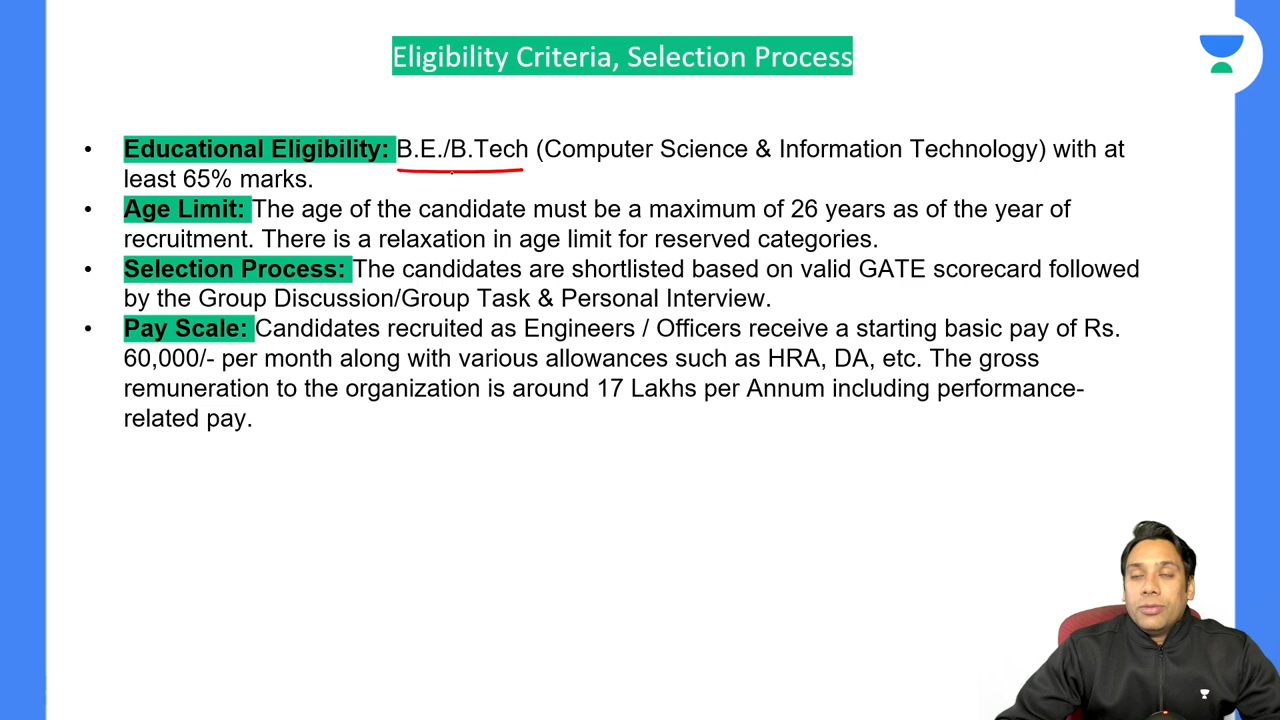 Eligibility Criteria, Selection Process
• Educational Eligibility: B.E./B.Tech (Computer Science & Information Technology) with at
least 65% marks.
• Age Limit: The age of the candidate must be a maximum of 26 years as of the year of
recruitment. There is a relaxation in age limit for reserved categories.
• Selection Process: The candidates are shortlisted based on valid GATE scorecard followed
by the Group Discussion/Group Task & Personal Interview.
• Pay Scale: Candidates recruited as Engineers / Officers receive a starting basic pay of Rs.
60,000/- per month along with various allowances such as HRA, DA, etc. The gross
remuneration to the organization is around 17 Lakhs per Annum including performance-
related pay.